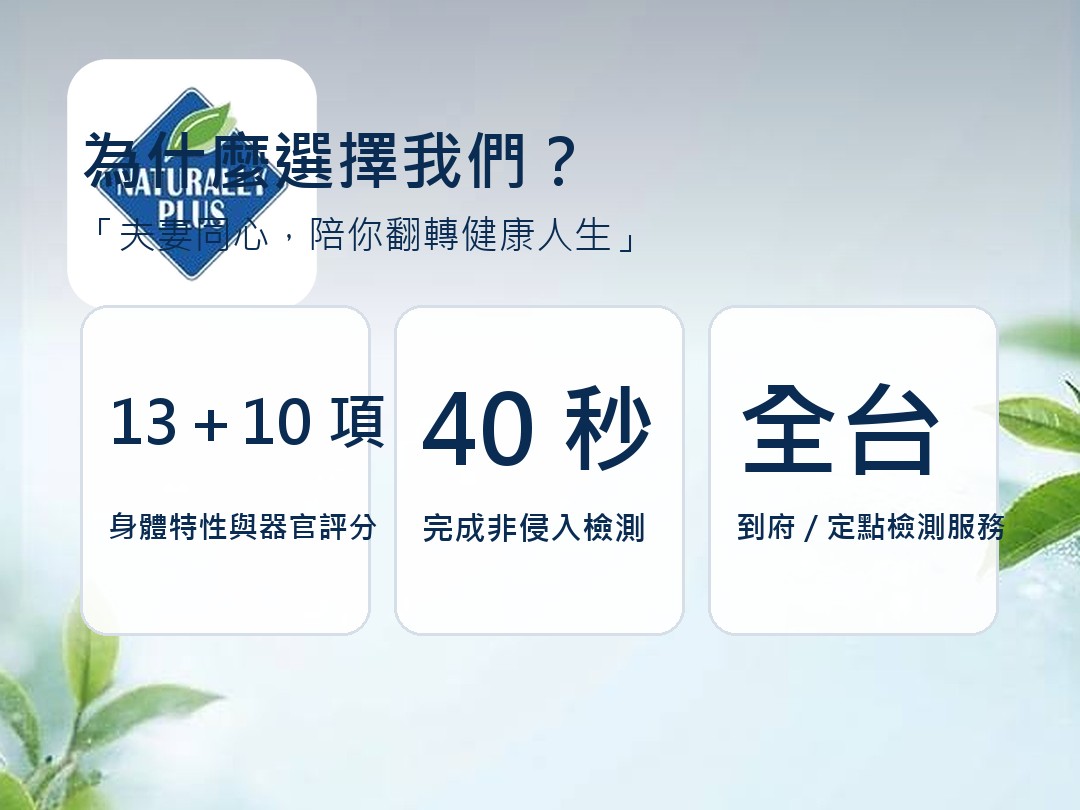 為什麼選擇我們？
NATURALLY
PLUS
「夫妻同心，陪你翻轉健康人生」
13＋10 項
身體特性與器官評分
40 秒
完成非侵入檢測
全台
到府 / 定點檢測服務